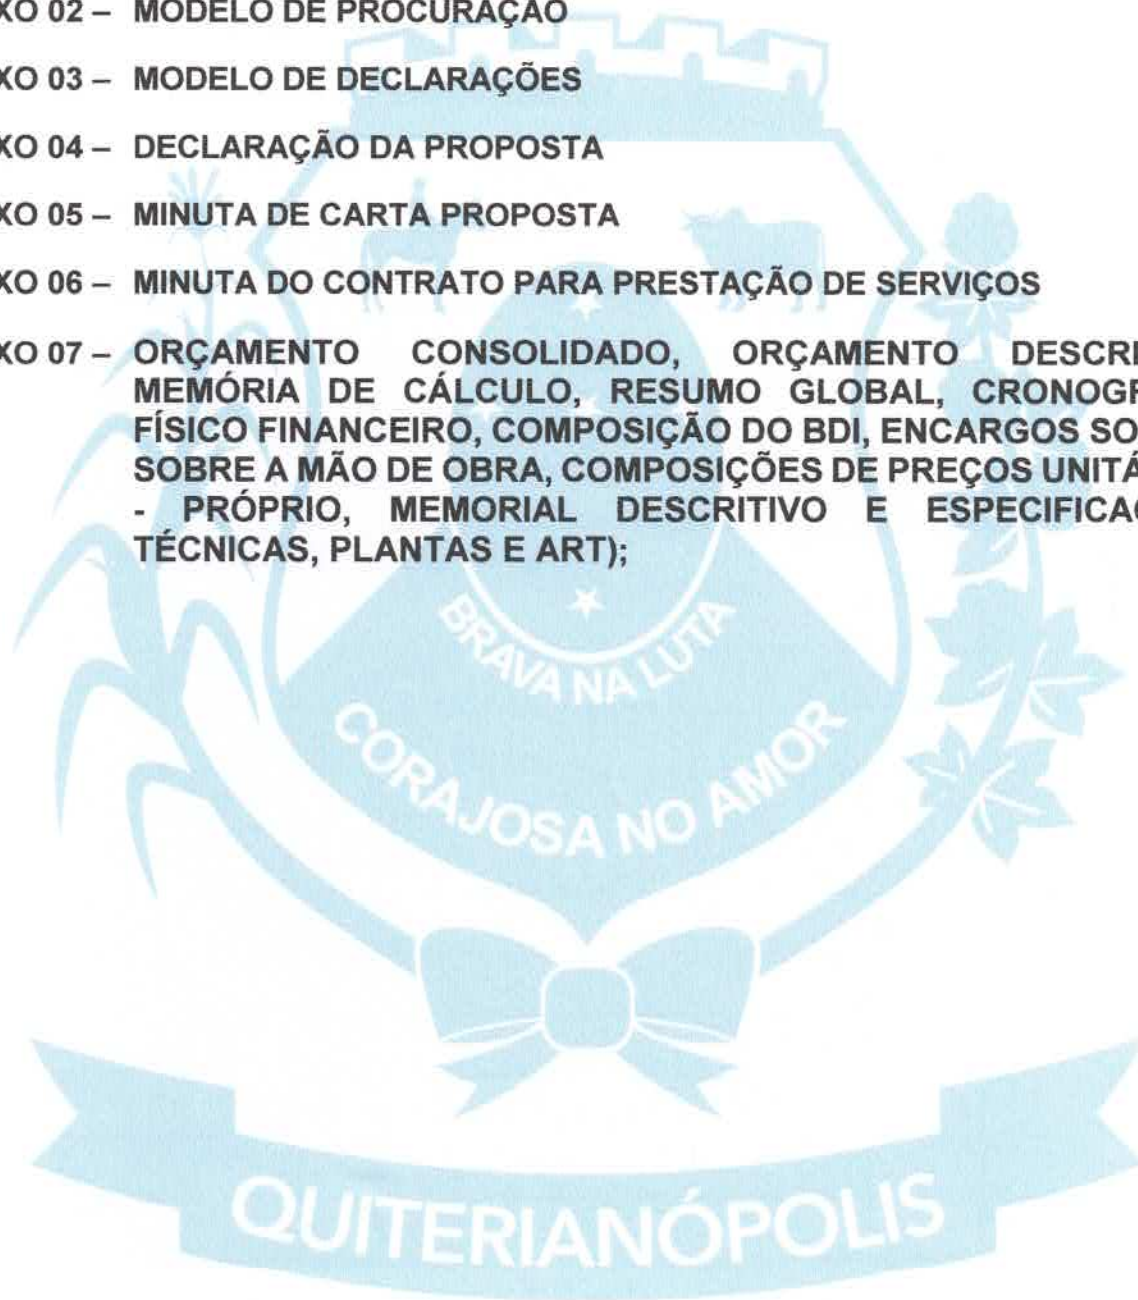 XO 02 – MODELO DE PROCURAÇÃO
XO 03 – MODELO DE DECLARAÇÕES
XO 04 – DECLARAÇÃO DA PROPOSTA
XO 05 – MINUTA DE CARTA PROPOSTA
XO 06 – MINUTA DO CONTRATO PARA PRESTAÇÃO DE SERVIÇOS
XO 07 – ORÇAMENTO CONSOLIDADO, ORÇAMENTO DESCRI
MEMÓRIA DE CÁLCULO, RESUMO GLOBAL, CRONOGR
FÍSICO FINANCEIRO, COMPOSIÇÃO DO BDI, ENCARGOS SO
SOBRE A MÃO DE OBRA, COMPOSIÇÕES DE PREÇOS UNITÁ
- PRÓPRIO, MEMORIAL DESCRITIVO E ESPECIFICAÇ
TÉCNICAS, PLANTAS E ART);
BRAVA NA LUTA
CORAJOSA NO AMOR
QUITERIANÓPOLIS